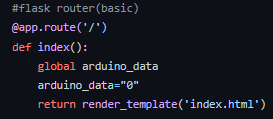 #flask router(basic)
@app.route('/')
def index():
    global arduino_data
    arduino_data="0"
    return render_template('index.html')